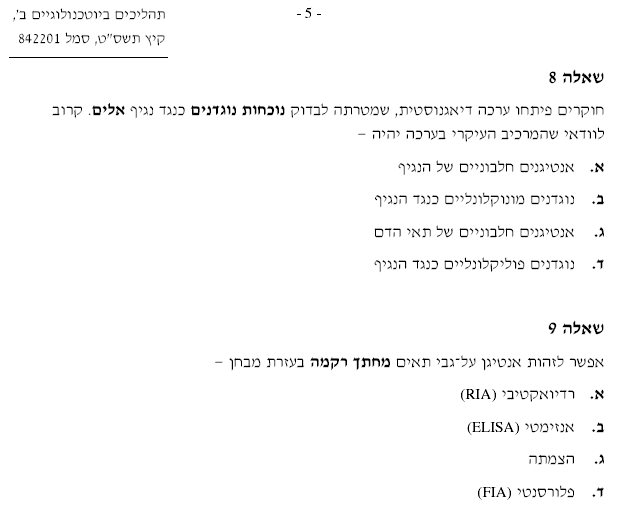 תהליכים ביוטכנולוגיים ב',
קיץ תשס"ט, סמל 842201
- 5 -
שאלה 8
חוקרים פיתחו ערכה דיאגנוסטית, שמטרתה לבדוק נוכחות נוגדנים כנגד נגיף אלים. קרוב
לוודאי שהמרכיב העיקרי בערכה יהיה –
א. אנטיגנים חלבוניים של הנגיף
ב. נוגדנים מונוקלונליים כנגד הנגיף
ג. אנטיגנים חלבוניים של תאי הדם
ד. נוגדנים פוליקלונליים כנגד הנגיף
שאלה 9
אפשר לזהות אנטיגן על־גבי תאים מחתך רקמה בעזרת מבחן –
א. רדיואקטיבי (RIA)
ב. אנזימטי (ELISA)
ג. הצמתה
ד. פלורסנטי (FIA)